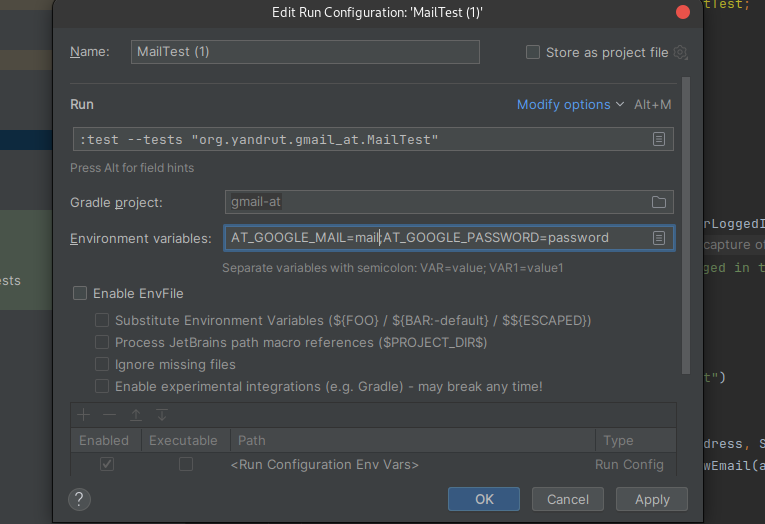 Edit Run Configuration: 'MailTest (1)'
tTest;
Name: MailTest (1) Store as project file
Run Modify options Alt+M
:test --tests "org.yandrut.gmail_at.MailTest"
Press Alt for field hints
Gradle project: gmail-at
rLoggedI
Environment variables: AT_GOOGLE_MAIL=mail;AT_GOOGLE_PASSWORD=password
capture of
Separate variables with semicolon: VAR=value; VAR1=value1
ged in t
ests
Enable EnvFile
Substitute Environment Variables (${FOO} / ${BAR:-default} / $${ESCAPED})
Process JetBrains path macro references ($PROJECT_DIR$)
Ignore missing files
t")
Enable experimental integrations (e.g. Gradle) - may break any time!
Enabled Executable Path Type
dress, S
<Run Configuration Env Vars> Run Config
wEmail(a
? OK Cancel Apply